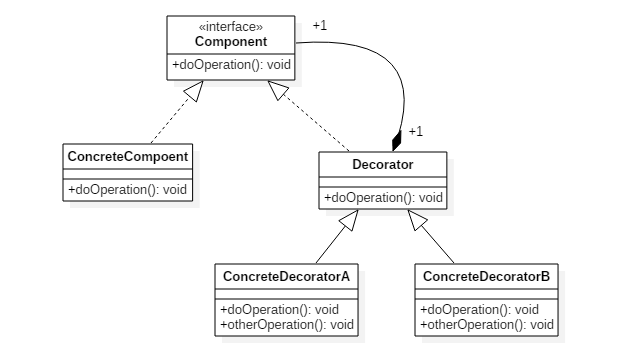 «interface»
Component
+doOperation(): void
+1
+1
ConcreteCompoent
+doOperation(): void
Decorator
+doOperation(): void
ConcreteDecoratorA
+doOperation(): void
+otherOperation(): void
ConcreteDecoratorB
+doOperation(): void
+otherOperation(): void